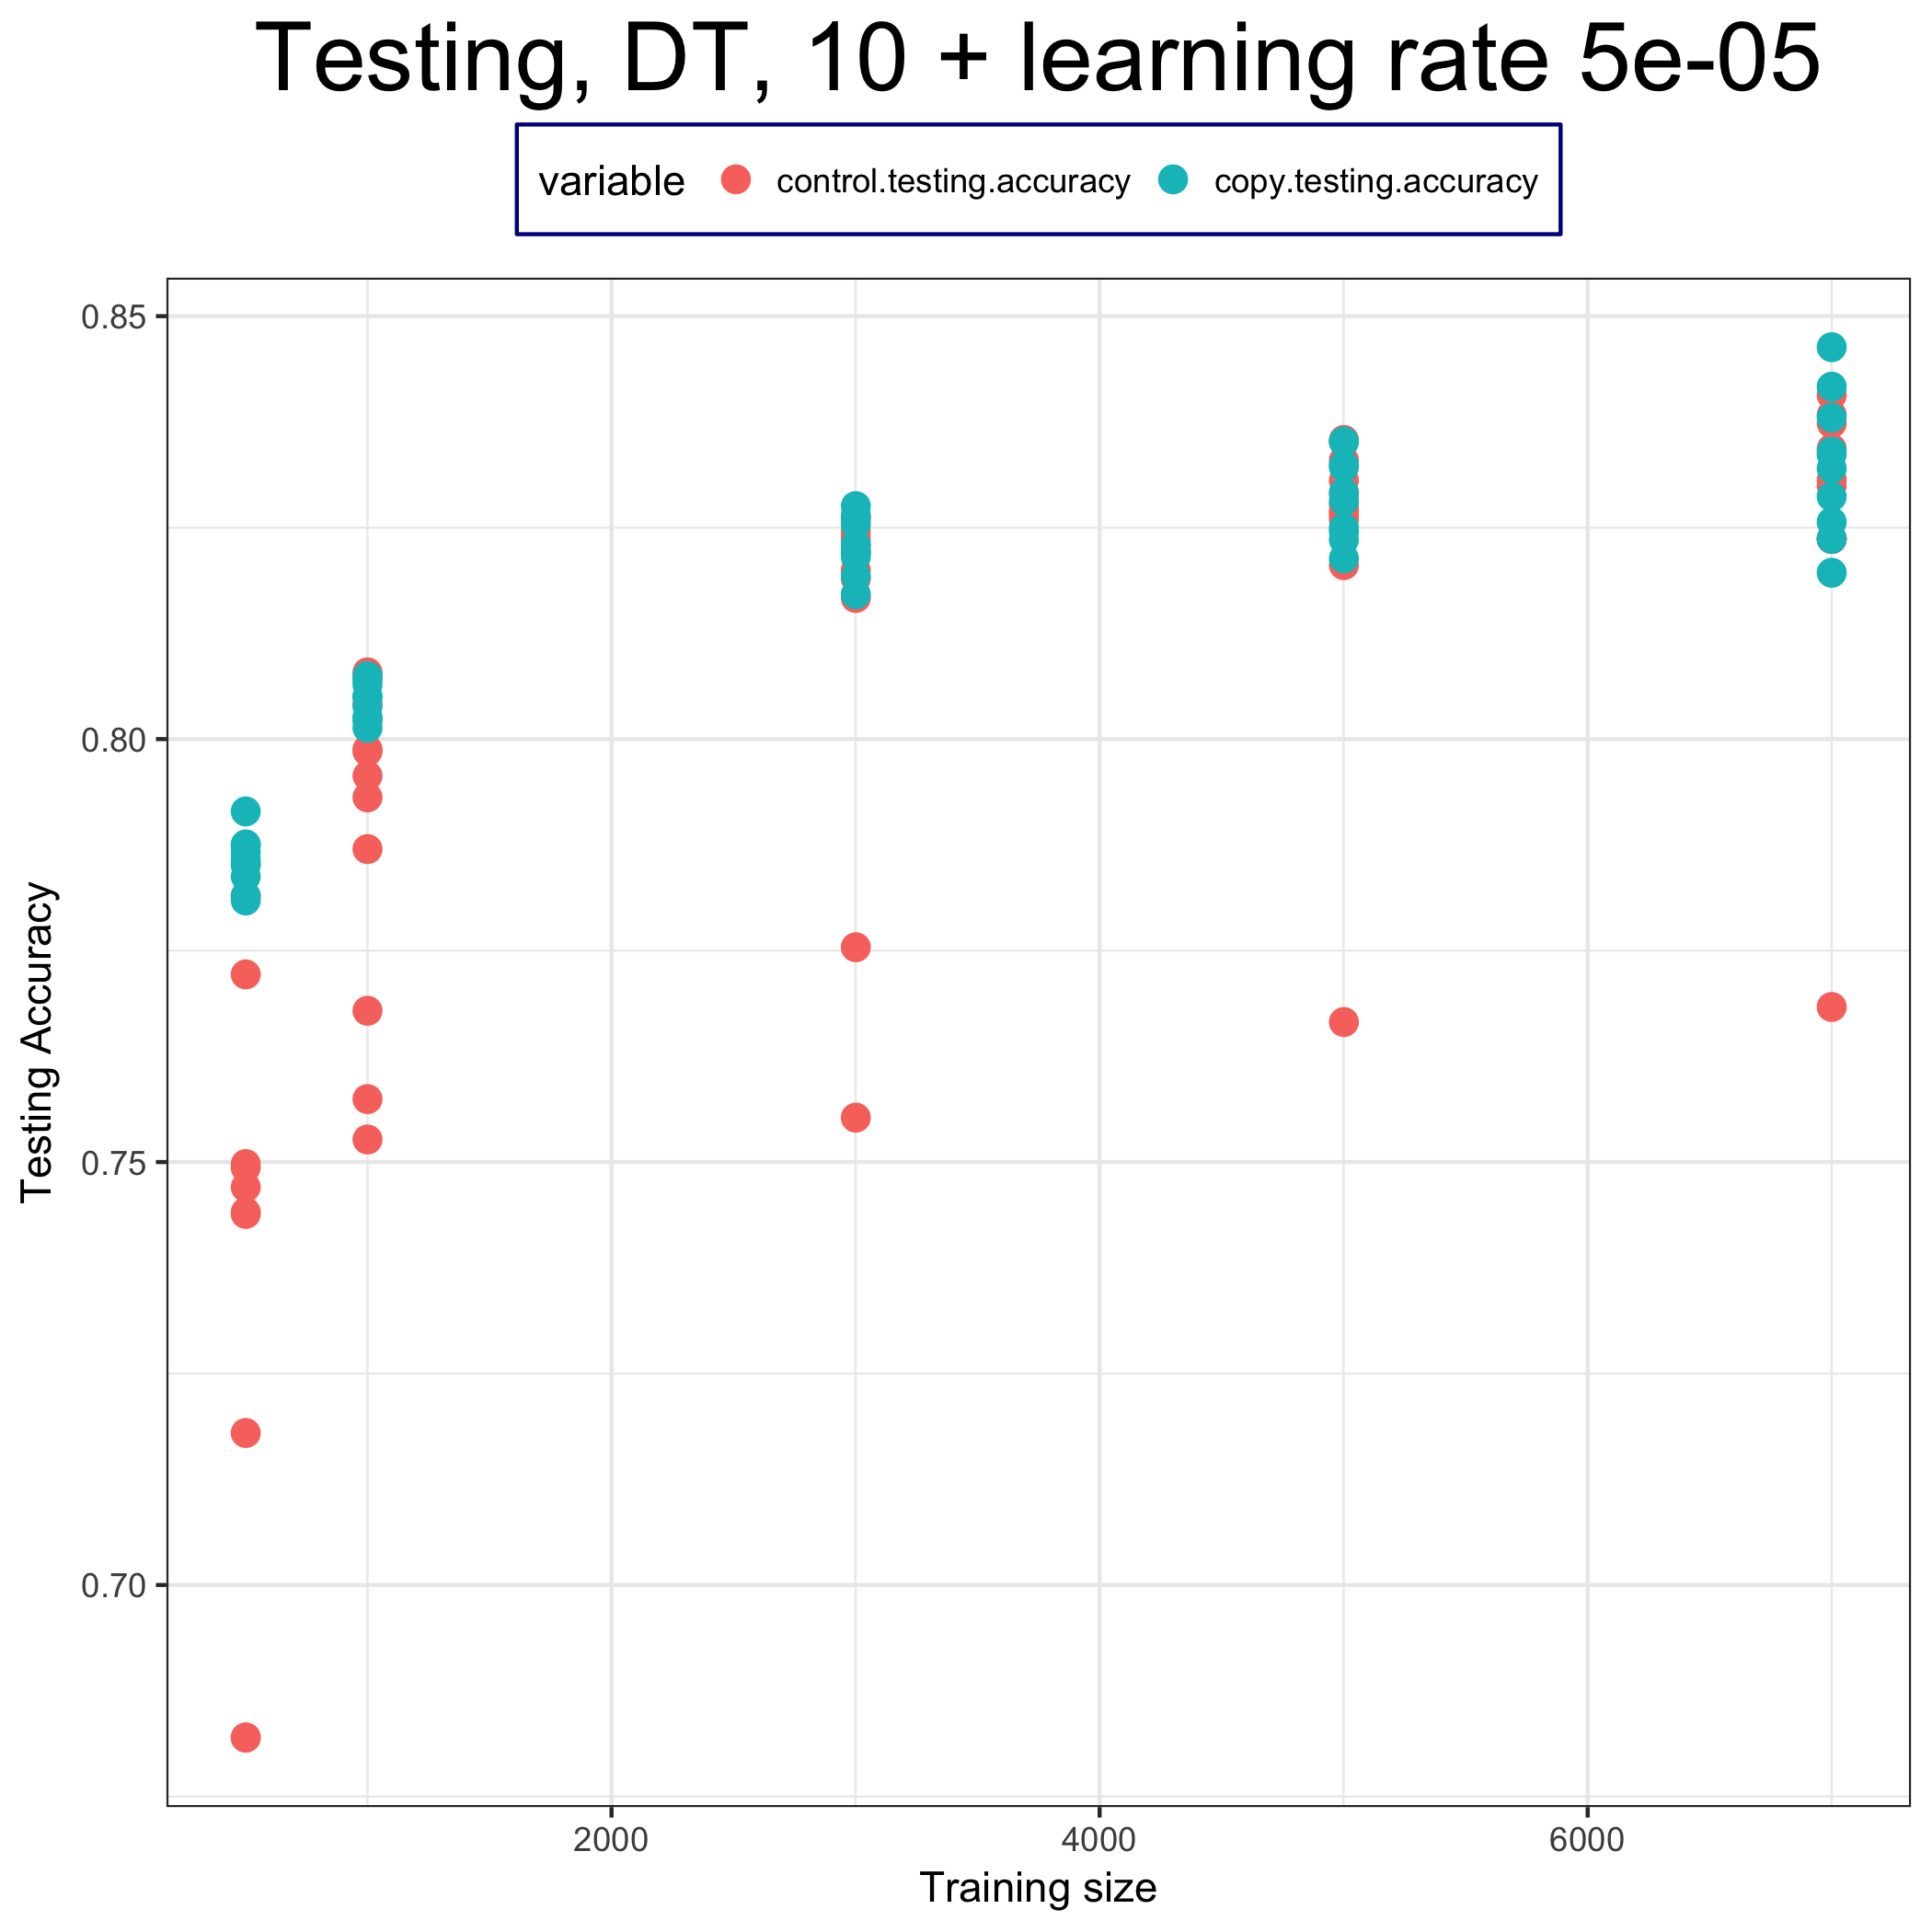 Testing, DT, 10 + learning rate 5e-05
variable control.testing.accuracy copy.testing.accuracy
0.85
0.80
0.75
0.70
Testing Accuracy
2000 4000 6000
Training size